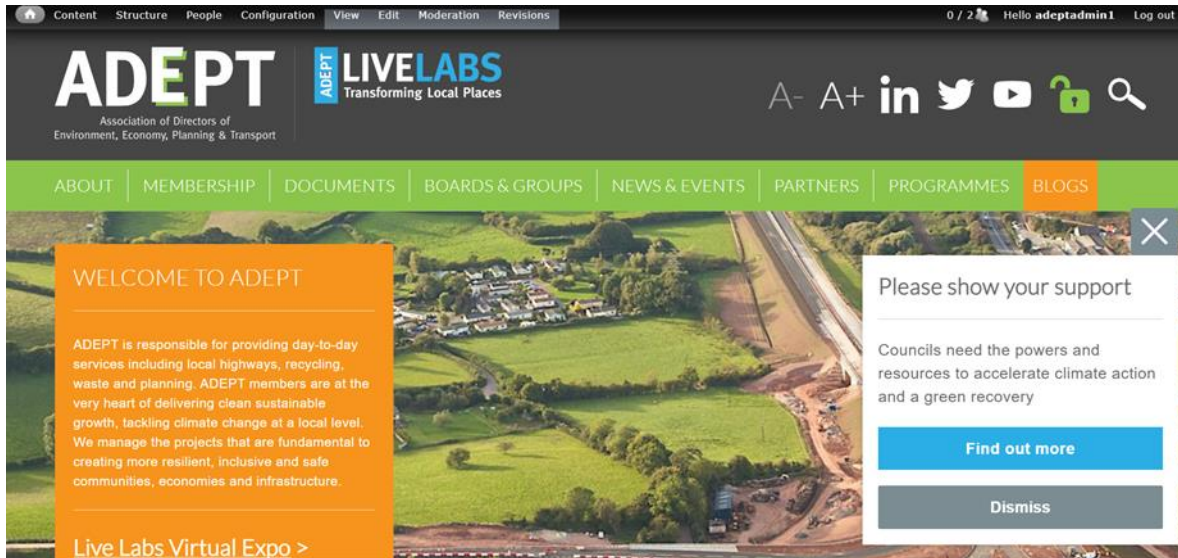 Content Structure People Configuration View Edit Moderation Revisions 0 / 2 Hello adeptadmin1 Log out
ADEPT
Association of Directors of
Environment, Economy, Planning & Transport
ADEPT
LIVELABS
Transforming Local Places
A- A+ in
ABOUT MEMBERSHIP DOCUMENTS BOARDS & GROUPS NEWS & EVENTS PARTNERS PROGRAMMES BLOGS
WELCOME TO ADEPT
ADEPT is responsible for providing day-to-day
services including local highways, recycling,
waste and planning. ADEPT members are at the
very heart of delivering clean sustainable
growth, tackling climate change at a local level.
We manage the projects that are fundamental to
creating more resilient, inclusive and safe
communities, economies and infrastructure.
Live Labs Virtual Expo >
Please show your support
Councils need the powers and
resources to accelerate climate action
and a green recovery
Find out more
Dismiss